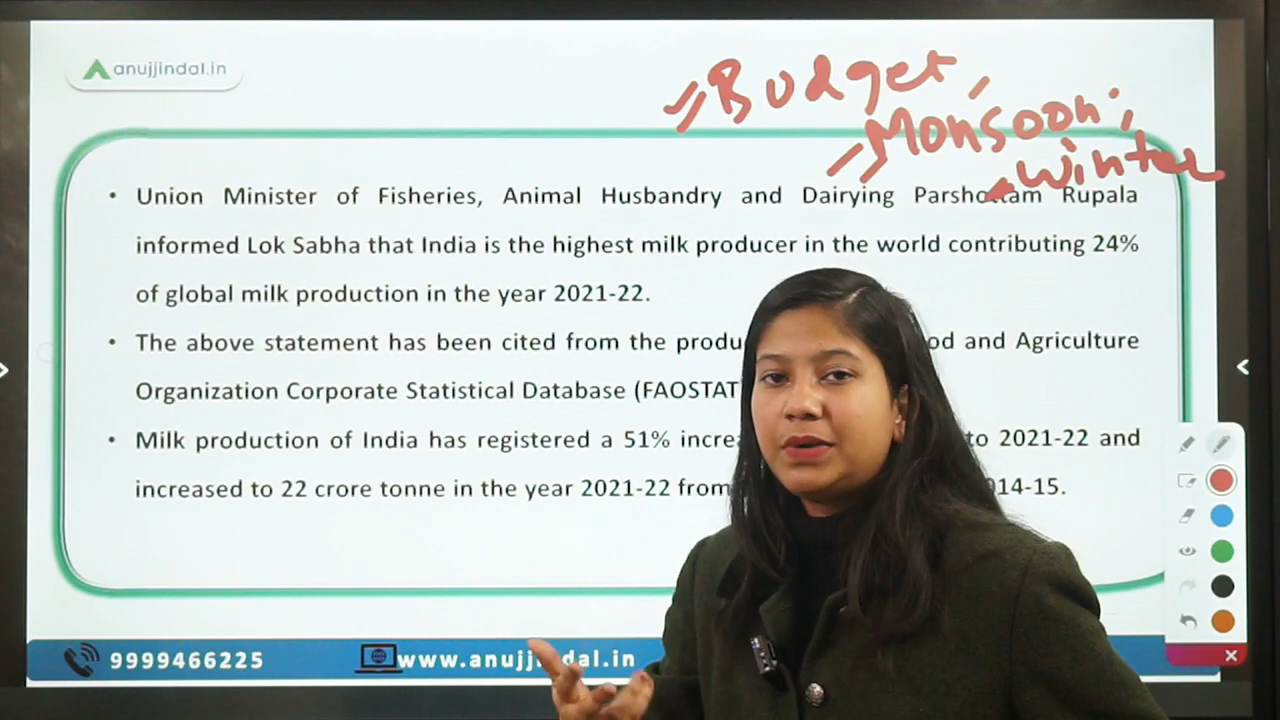 anujjindal.in
Budget,
Monsoon,
Winter
• Union Minister of Fisheries, Animal Husbandry and Dairying Parshottam Rupala
informed Lok Sabha that India is the highest milk producer in the world contributing 24%
of global milk production in the year 2021-22.
• The above statement has been cited from the produ od and Agriculture
Organization Corporate Statistical Database (FAOSTAT
• Milk production of India has registered a 51% increa to 2021-22 and
increased to 22 crore tonne in the year 2021-22 from 014-15.
9999466225 www.anujjindal.in